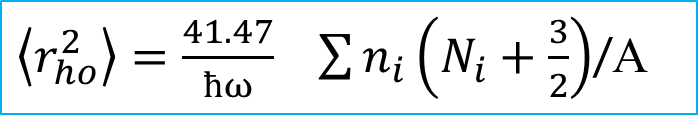 ⟨r²ₕₒ⟩ = 41.47/ħω ∑ nᵢ (Nᵢ + 3/2)/A